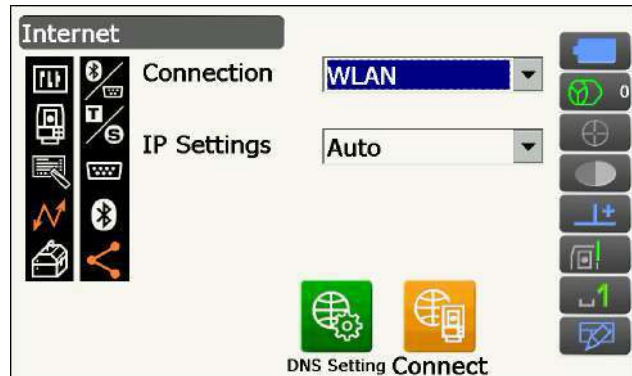 Internet
Connection WLAN
0
IP Settings Auto
DNS Setting Connect